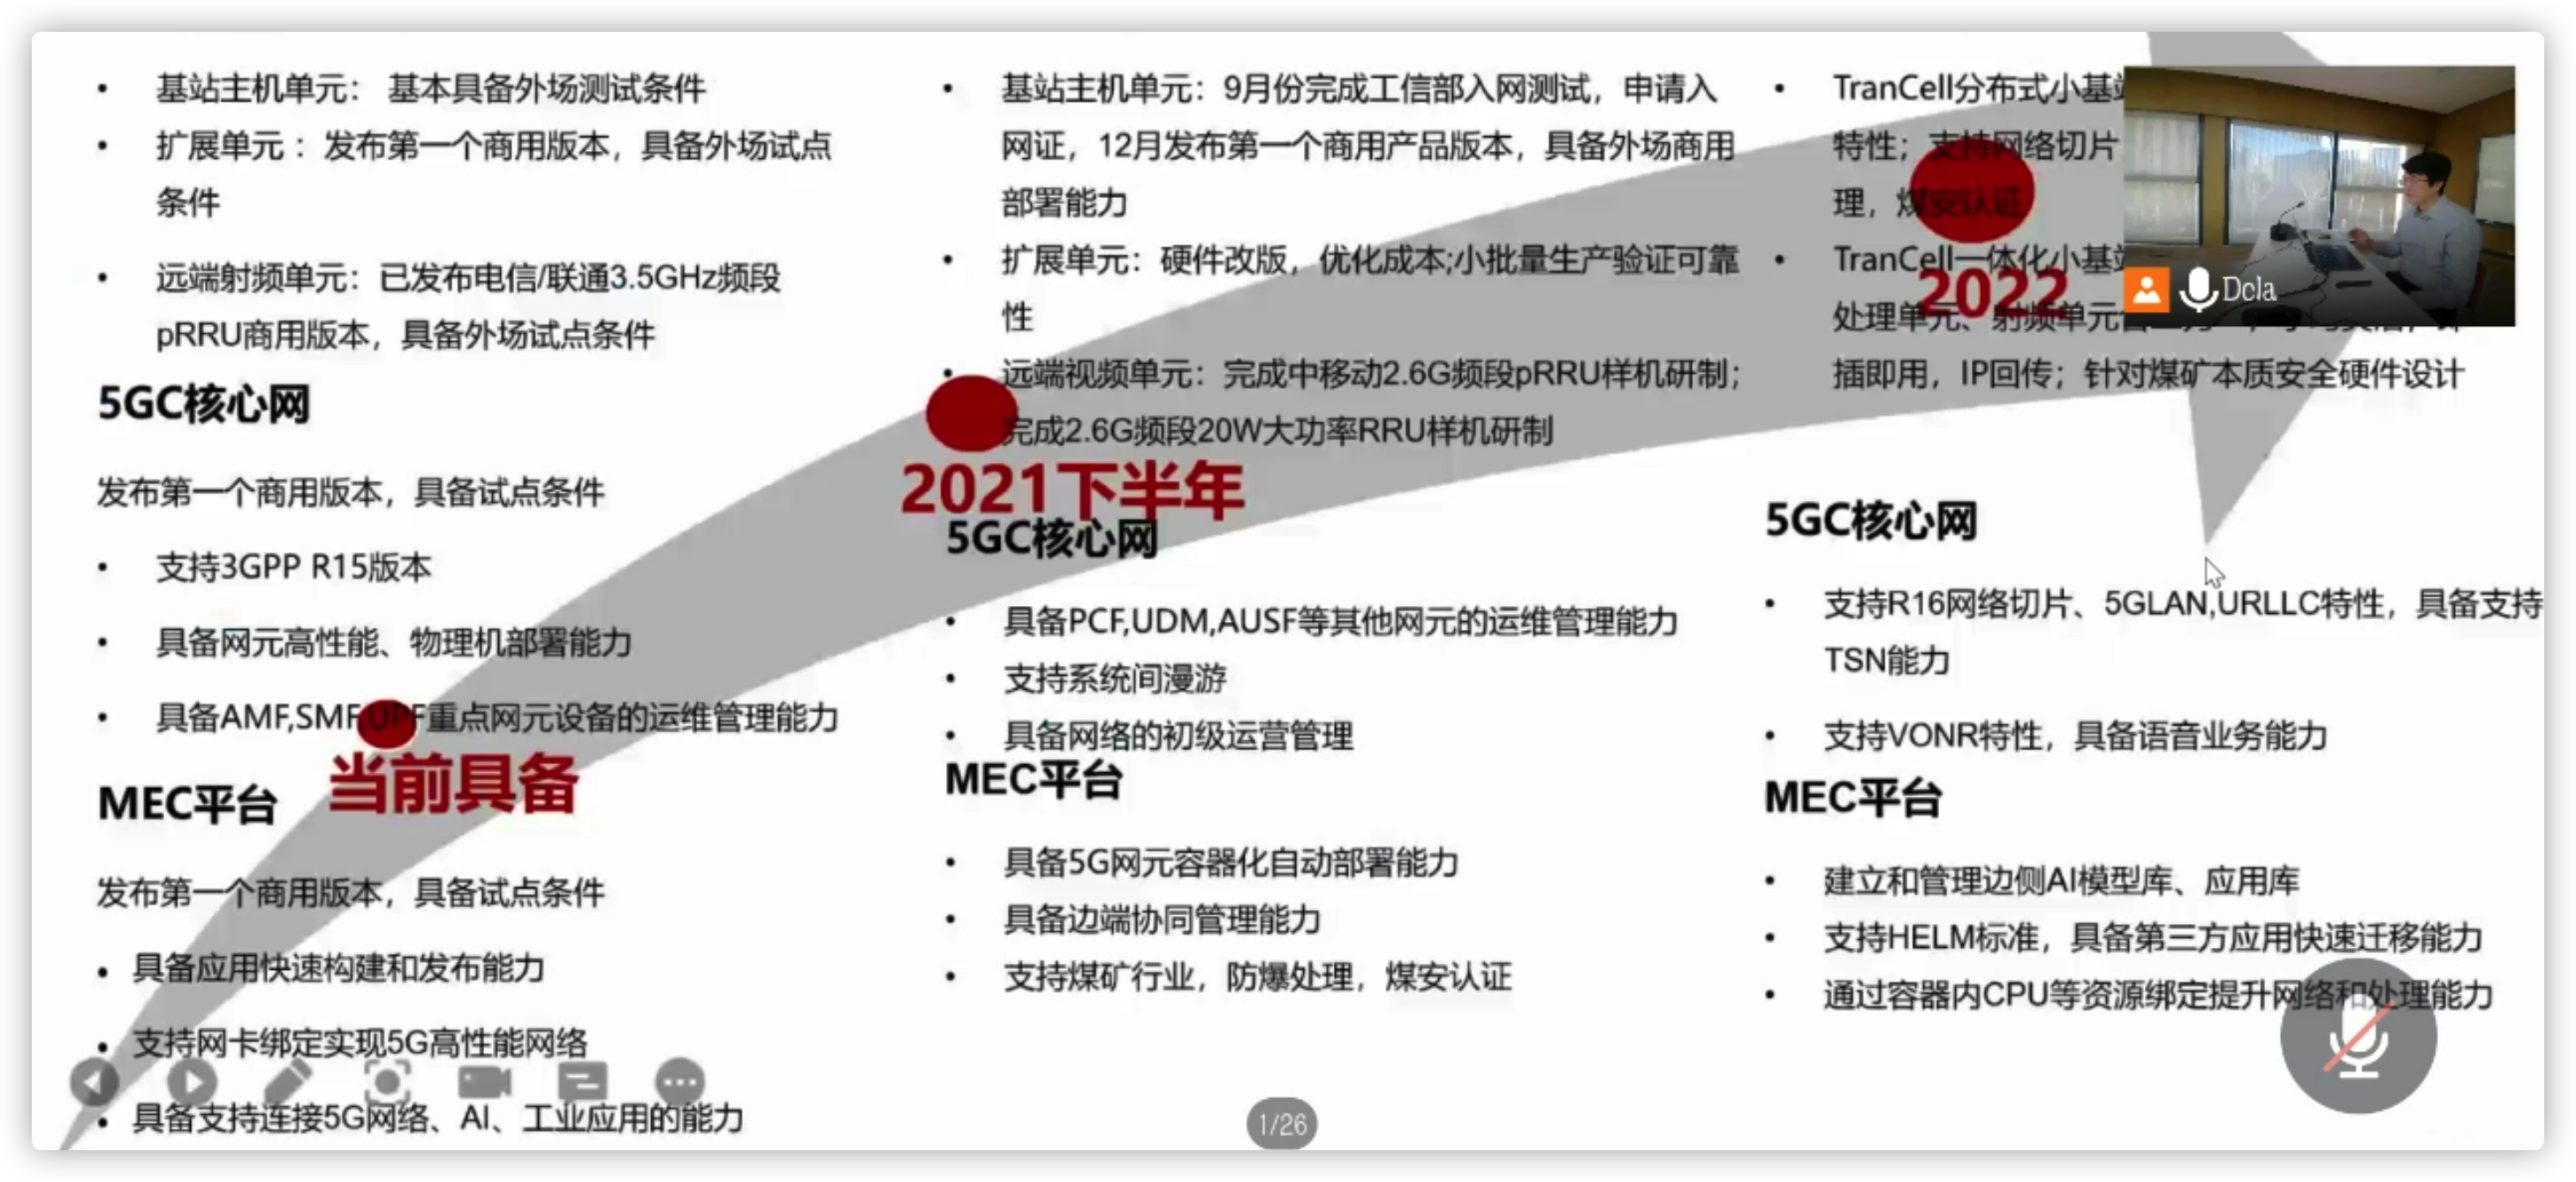 基站主机单元： 基本具备外场测试条件
扩展单元 ：发布第一个商用版本，具备外场试点
条件
远端射频单元：已发布电信/联通3.5GHz频段
pRRU商用版本，具备外场试点条件
5GC核心网
发布第一个商用版本，具备试点条件
支持3GPP R15版本
具备网元高性能、物理机部署能力
具备AMF,SMF,UPF重点网元设备的运维管理能力
当前具备
MEC平台
发布第一个商用版本，具备试点条件
具备应用快速构建和发布能力
支持网卡绑定实现5G高性能网络
具备支持连接5G网络、AI、工业应用的能力
基站主机单元：9月份完成工信部入网测试，申请入
网证，12月发布第一个商用产品版本，具备外场商用
部署能力
扩展单元：硬件改版，优化成本;小批量生产验证可靠
性
远端视频单元：完成中移动2.6G频段pRRU样机研制；
完成2.6G频段20W大功率RRU样机研制
2021下半年
5GC核心网
具备PCF,UDM,AUSF等其他网元的运维管理能力
支持系统间漫游
具备网络的初级运营管理
MEC平台
具备5G网元容器化自动部署能力
具备边端协同管理能力
支持煤矿行业，防爆处理，煤安认证
TranCell分布式小基站
特性；支持网络切片
理，煤安认证
TranCell一体化小基站
2022
处理单元、射频单元
插即用，IP回传；针对煤矿本质安全硬件设计
5GC核心网
支持R16网络切片、5GLAN,URLLC特性，具备支持
TSN能力
支持VONR特性，具备语音业务能力
MEC平台
建立和管理边侧AI模型库、应用库
支持HELM标准，具备第三方应用快速迁移能力
通过容器内CPU等资源绑定提升网络和处理能力
Dcla
1/26